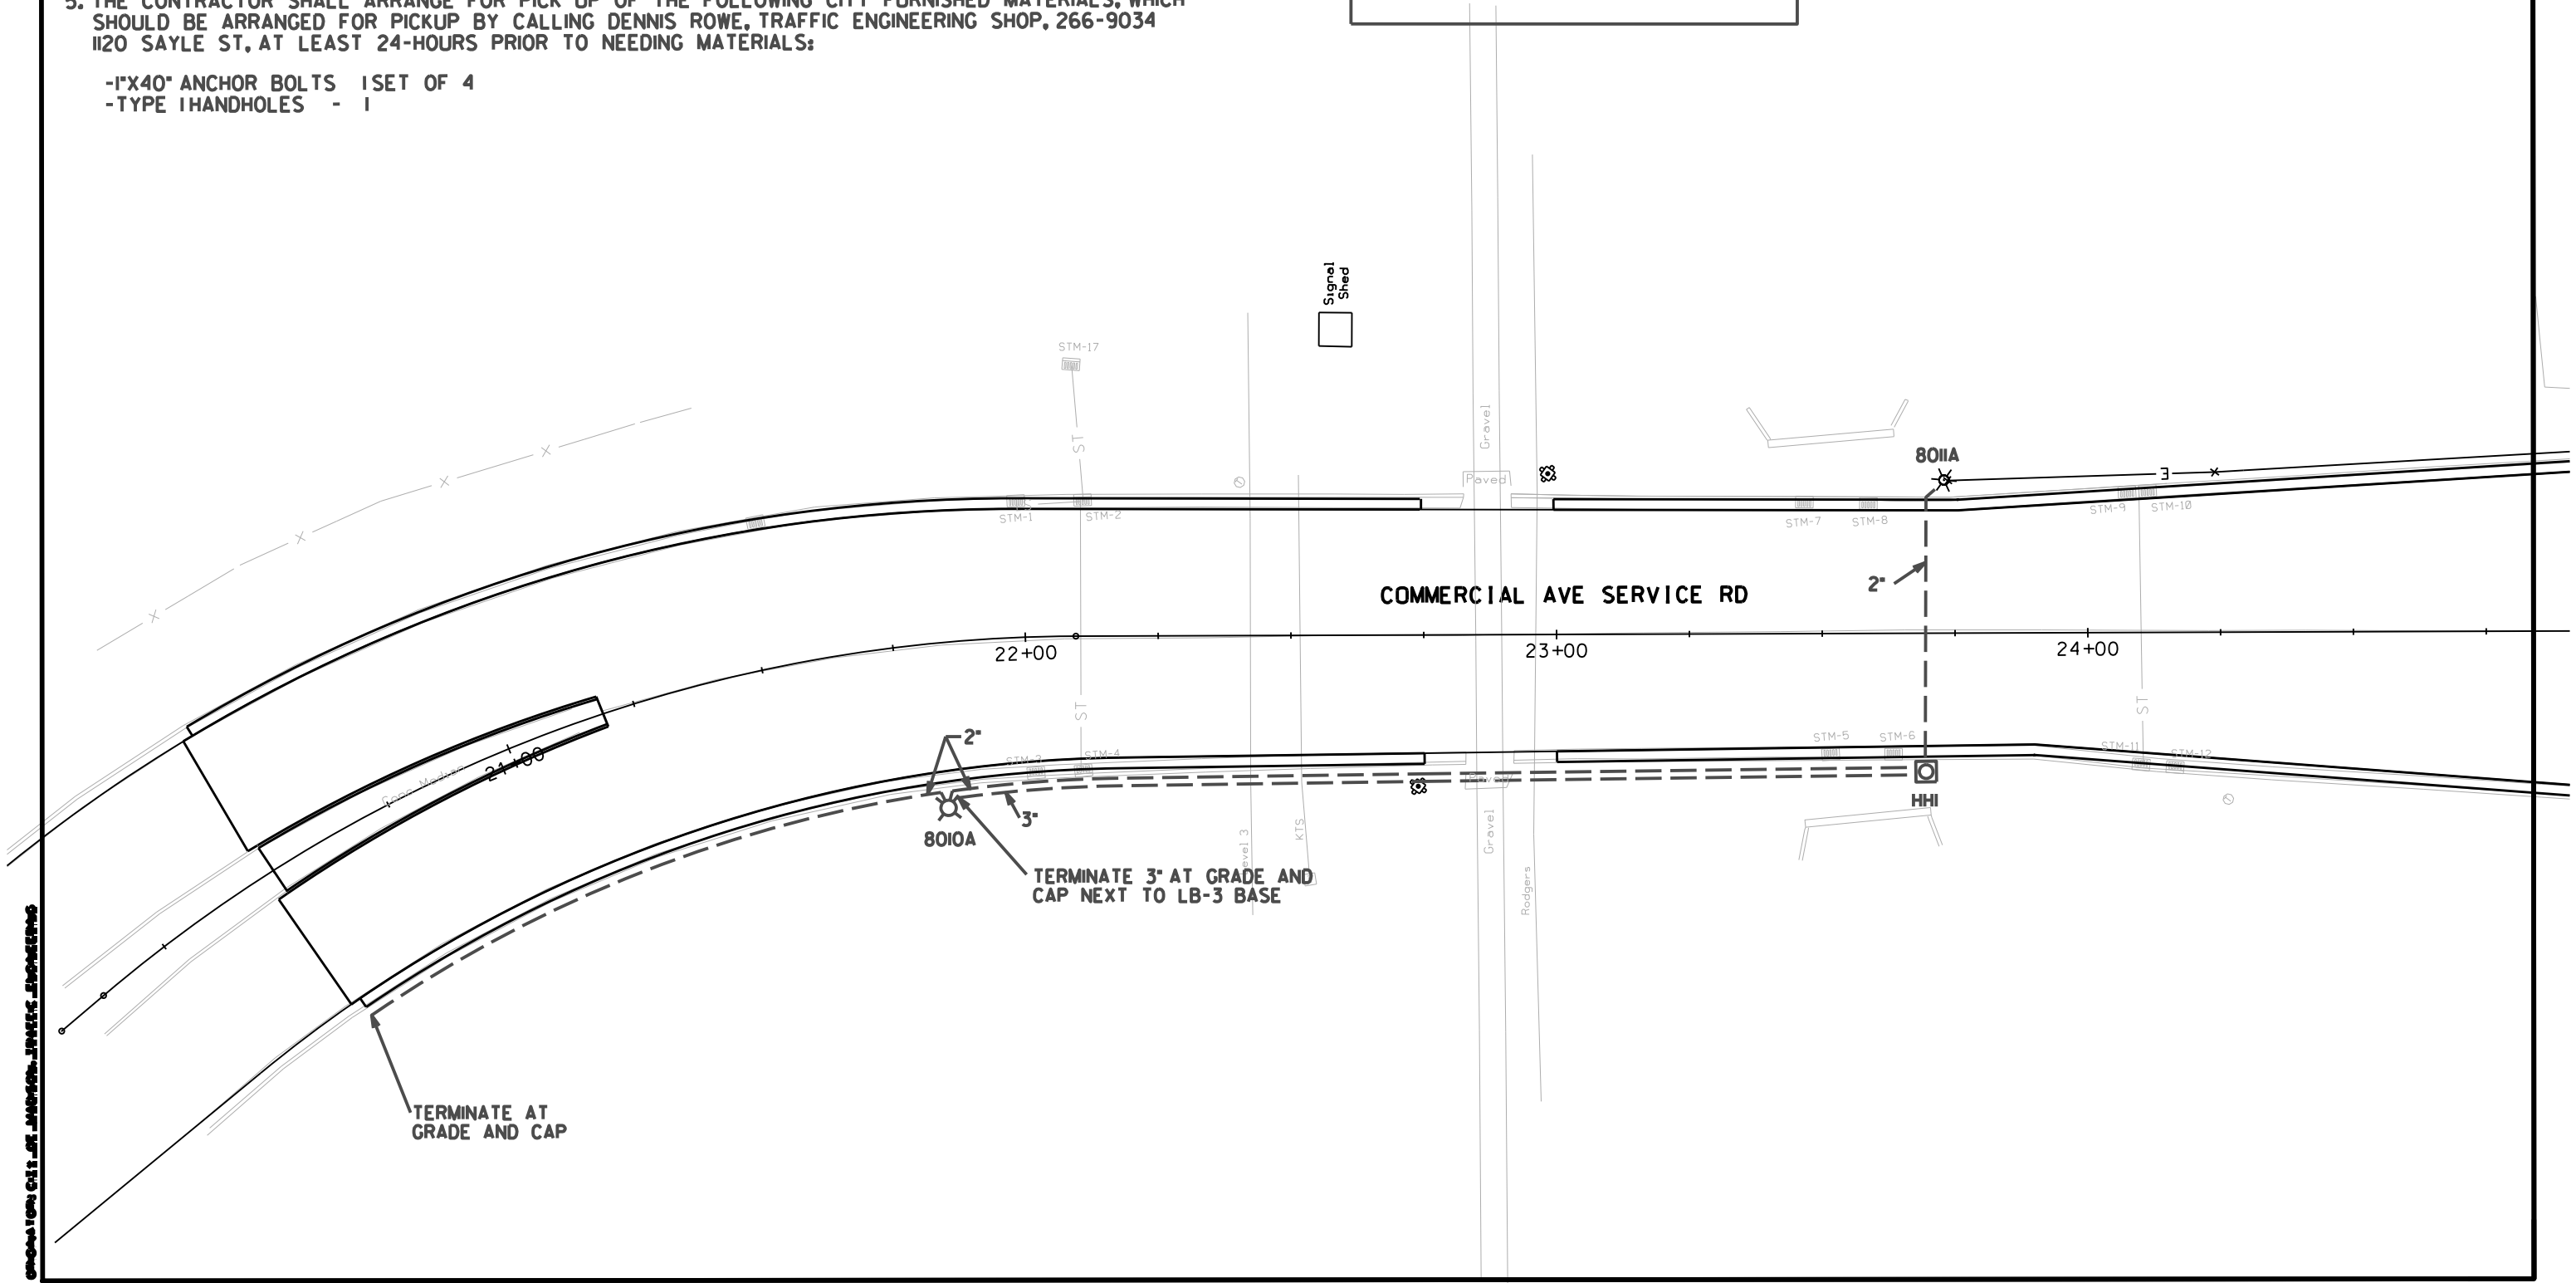 5. THE CONTRACTOR SHALL ARRANGE FOR PICK UP OF THE FOLLOWING CITY FURNISHED MATERIALS, WHICH
SHOULD BE ARRANGED FOR PICKUP BY CALLING DENNIS ROWE, TRAFFIC ENGINEERING SHOP, 266-9034
1120 SAYLE ST, AT LEAST 24-HOURS PRIOR TO NEEDING MATERIALS:
-1"X40" ANCHOR BOLTS 1 SET OF 4
-TYPE 1 HANDHOLES - 1
Signal
Shed
STM-17
ST
Gravel
Paved
8011A
E
STM-1
STM-2
STM-7
STM-8
STM-9
STM-10
2"
COMMERCIAL AVE SERVICE RD
22+00
23+00
24+00
ST
ST
21+00
2"
STM-3
STM-4
STM-5
STM-6
STM-11
STM-12
Paved
3"
8010A
HH1
KTS
Gravel
Level 3
Rodgers
TERMINATE 3" AT GRADE AND
CAP NEXT TO LB-3 BASE
TERMINATE AT
GRADE AND CAP